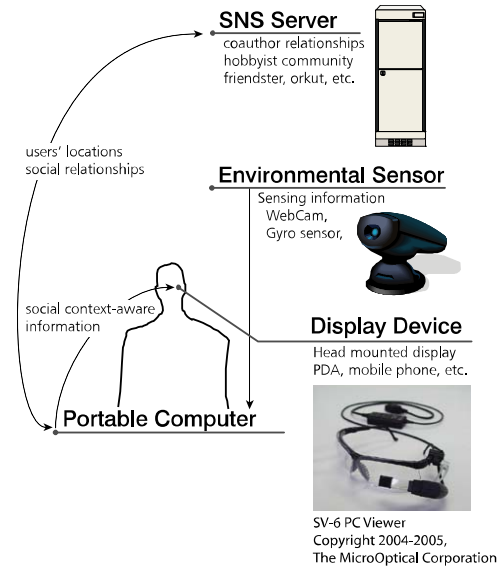 SNS Server
coauthor relationships
hobbyist community
friendster, orkut, etc.
users' locations
social relationships
Environmental Sensor
Sensing information
WebCam,
Gyro sensor,
social context-aware
information
Display Device
Head mounted display
PDA, mobile phone, etc.
Portable Computer
SV-6 PC Viewer
Copyright 2004-2005,
The MicroOptical Corporation